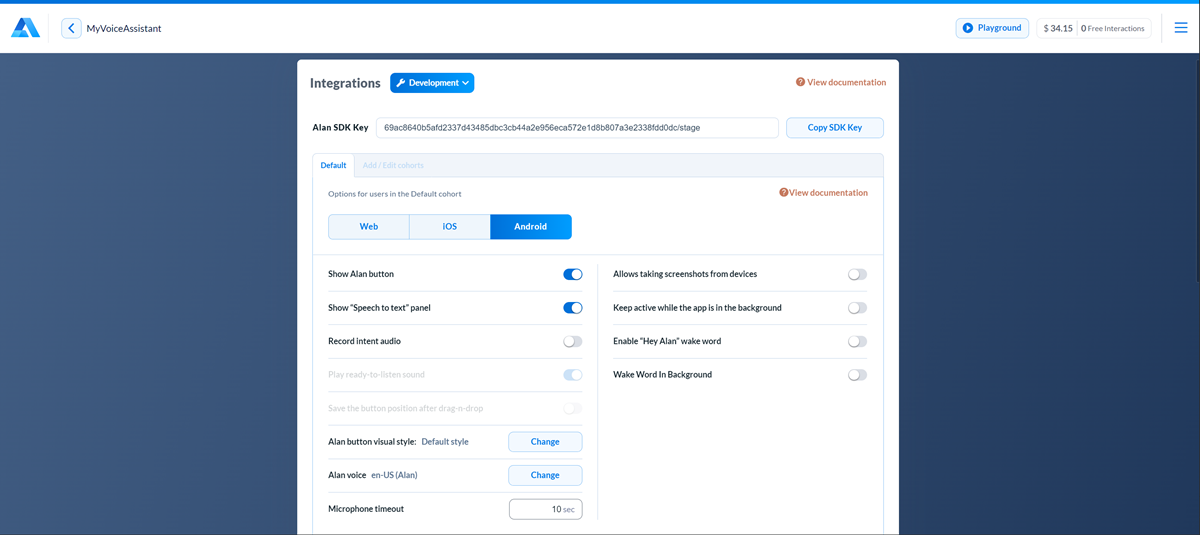 MyVoiceAssistant
Playground
$ 34.15 0 Free Interactions
Integrations Development View documentation
Alan SDK Key 69ac8640b5afd2337d43485dbc3cb44a2e956eca572e1d8b807a3e2338fdd0dc/stage Copy SDK Key
Default Add / Edit cohorts
Options for users in the Default cohort View documentation
Web iOS Android
Show Alan button
Show "Speech to text" panel
Record intent audio
Play ready-to-listen sound
Save the button position after drag-n-drop
Alan button visual style: Default style Change
Alan voice en-US (Alan) Change
Microphone timeout 10 sec
Allows taking screenshots from devices
Keep active while the app is in the background
Enable "Hey Alan" wake word
Wake Word In Background